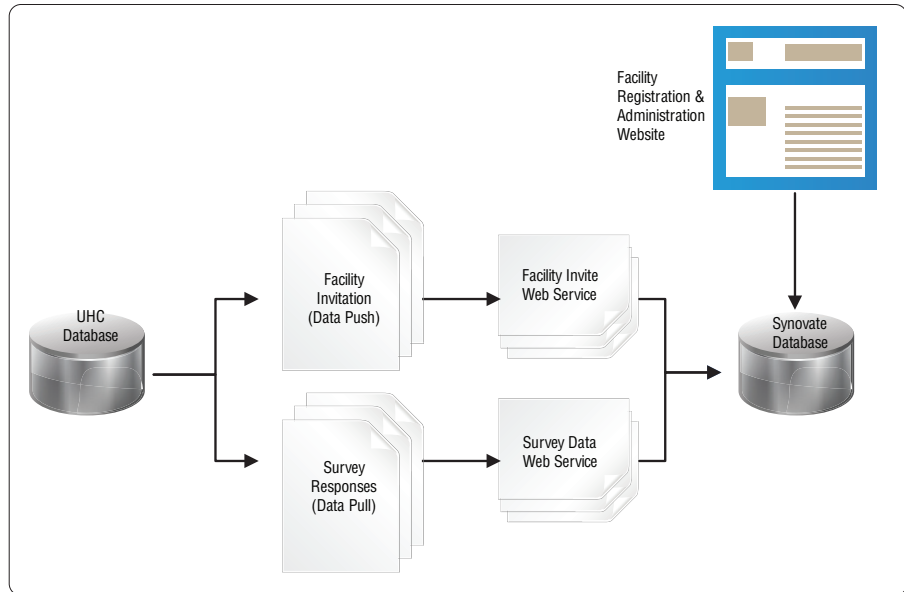 Facility
Registration &
Administration
Website
Facility
Invitation
(Data Push)
Facility Invite
Web Service
UHC
Database
Synovate
Database
Survey
Responses
(Data Pull)
Survey Data
Web Service